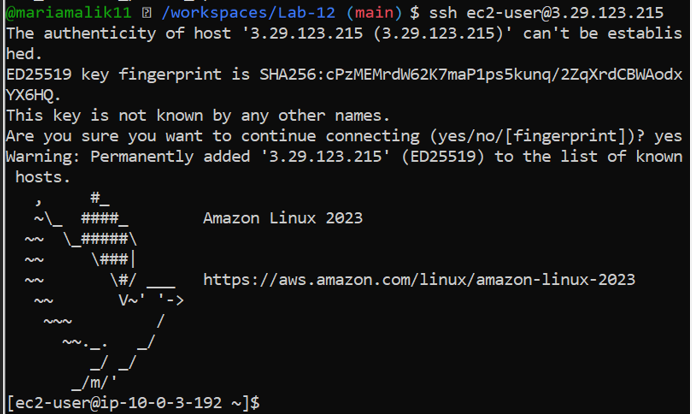 @mariamalik11 ➜ /workspaces/Lab-12 (main) $ ssh ec2-user@3.29.123.215
The authenticity of host '3.29.123.215 (3.29.123.215)' can't be establis
hed.
ED25519 key fingerprint is SHA256:cPzMEMrdW62K7maP1ps5kunq/2ZqXrdCBWAodx
YX6HQ.
This key is not known by any other names.
Are you sure you want to continue connecting (yes/no/[fingerprint])? yes
Warning: Permanently added '3.29.123.215' (ED25519) to the list of known
 hosts.
   ,     #_
   ~\_  ####_        Amazon Linux 2023
  ~~  \_#####\
  ~~     \###|
  ~~       \#/ ___   https://aws.amazon.com/linux/amazon-linux-2023
   ~~       V~' '->
    ~~~         /
      ~~._.   _/
         _/ _/
       _/m/'
[ec2-user@ip-10-0-3-192 ~]$